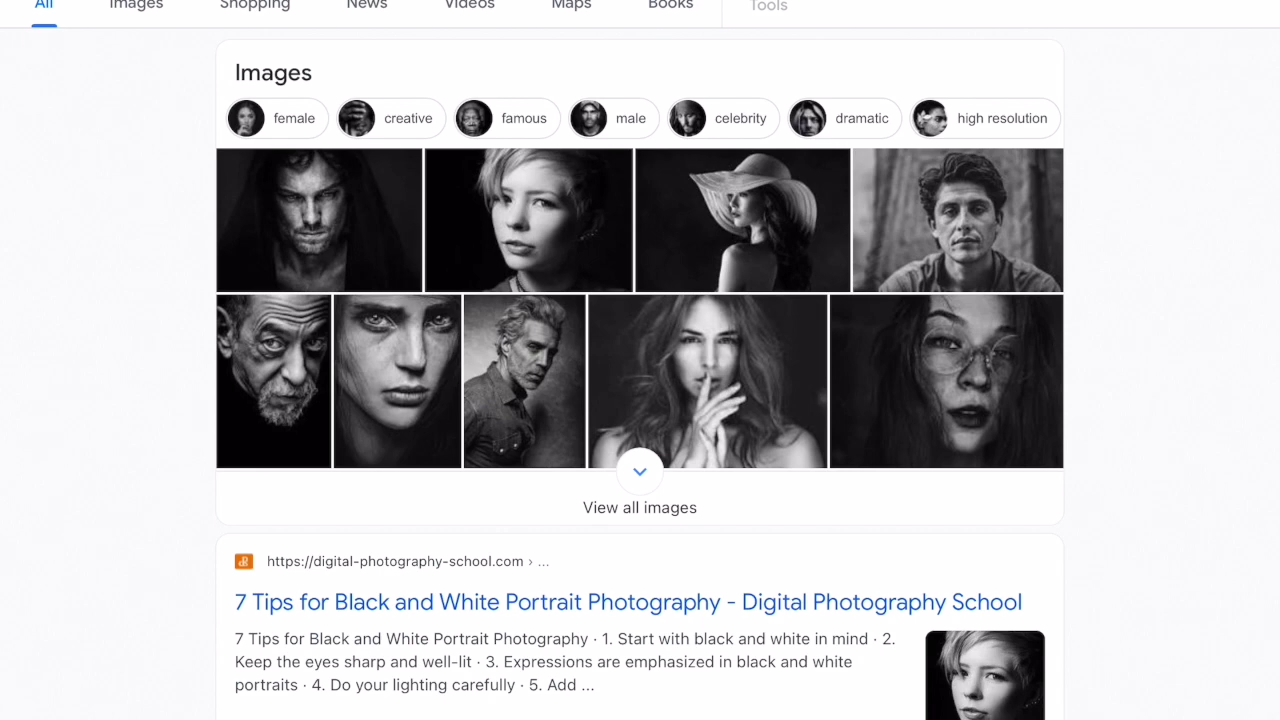 All Images Shopping News Videos Maps Books Tools
Images
female creative famous male celebrity dramatic high resolution
View all images
https://digital-photography-school.com › ...
7 Tips for Black and White Portrait Photography - Digital Photography School
7 Tips for Black and White Portrait Photography · 1. Start with black and white in mind · 2.
Keep the eyes sharp and well-lit · 3. Expressions are emphasized in black and white
portraits · 4. Do your lighting carefully · 5. Add ...